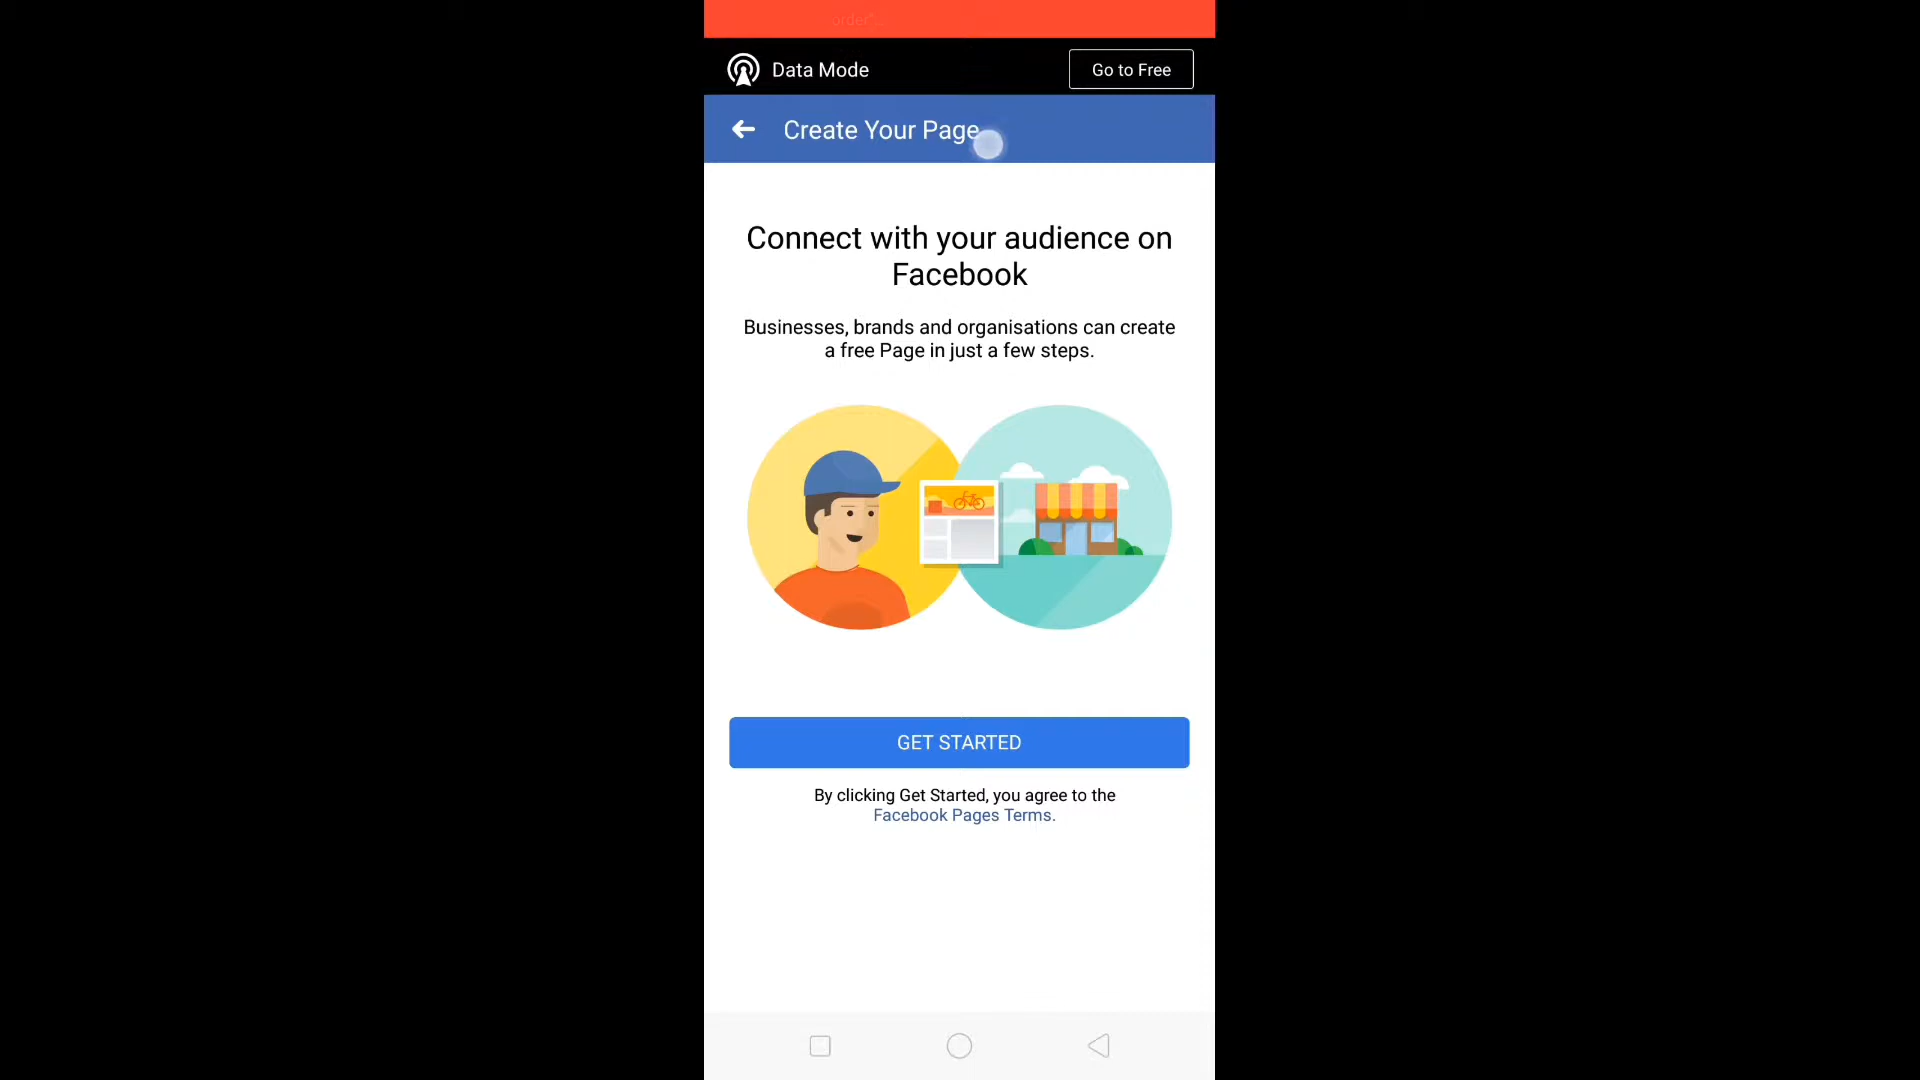 order"...
Data Mode
Go to Free
Create Your Page
Connect with your audience on
Facebook
Businesses, brands and organisations can create
a free Page in just a few steps.
GET STARTED
By clicking Get Started, you agree to the
Facebook Pages Terms.